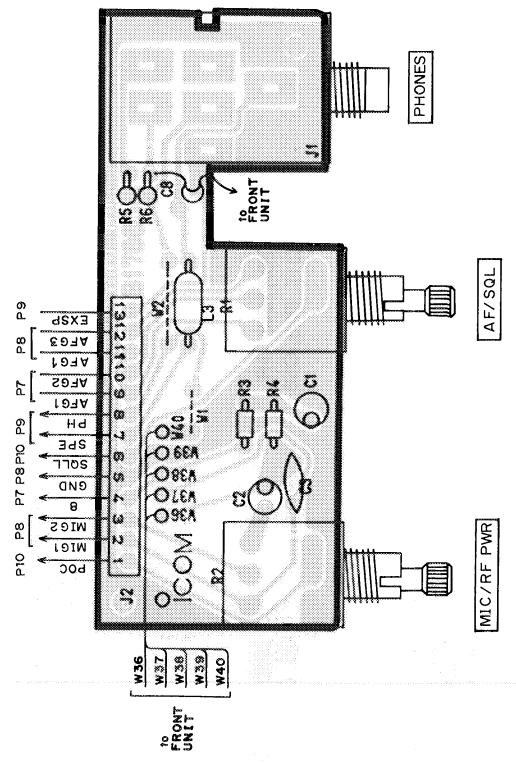 PHONES
AF/SQL
MIC/RF PWR
J1
R5
R6
C8
to
FRONT
UNIT
W2
L3
R1
P9
P8
P7
P9
P10
P8
P7
P8
P10
EXSP
AFG3
AFG1
AFG2
AFG1
PH
SPE
SQLL
GND
8
MIG2
MIG1
POC
13
12
11
10
9
8
7
6
5
4
3
2
1
J2
W1
W40
W39
W38
W37
W36
R3
R4
C1
C2
R2
ICOM
W36
W37
W38
W39
W40
to
FRONT
UNIT